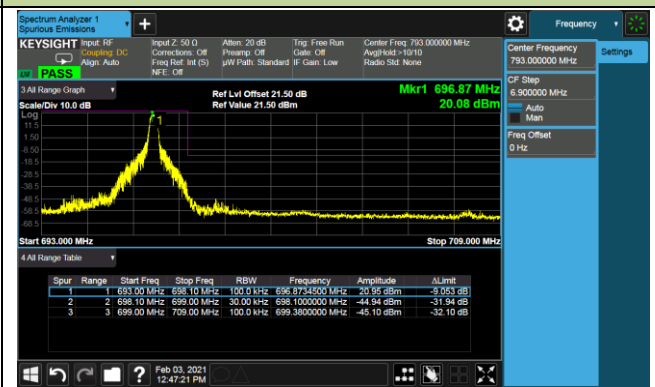 Spectrum Analyzer 1
Spurious Emissions
+
Frequency
KEYSIGHT Input: RF Input Z: 50 Ω Atten: 20 dB Trig: Free Run Center Freq: 793.000000 MHz
Coupling: DC Corrections: Off Preamp: Off Gate: Off Avg|Hold:>10/10
Align: Auto Freq Ref: Int (S) µW Path: Standard IF Gain: Low Radio Std: None
NFE: Off
PASS
Center Frequency
793.000000 MHz
Settings
CF Step
6.900000 MHz
Auto
Man
Freq Offset
0 Hz
3 All Range Graph
Ref Lvl Offset 21.50 dB
Mkr1 696.87 MHz
Scale/Div 10.0 dB
Ref Value 21.50 dBm
20.08 dBm
Log
11.5
1.50
-8.50
-18.5
-28.5
-38.5
-48.5
-58.5
-68.5
1
Start 693.000 MHz
Stop 709.000 MHz
4 All Range Table
Spur Range Start Freq Stop Freq RBW Frequency Amplitude ΔLimit
1 1 693.00 MHz 698.10 MHz 100.0 kHz 696.8734500 MHz 20.95 dBm -9.053 dB
2 2 698.10 MHz 699.00 MHz 30.00 kHz 698.1000000 MHz -44.94 dBm -31.94 dB
3 3 699.00 MHz 709.00 MHz 100.0 kHz 699.3800000 MHz -45.10 dBm -32.10 dB
?
Feb 03, 2021
12:47:21 PM